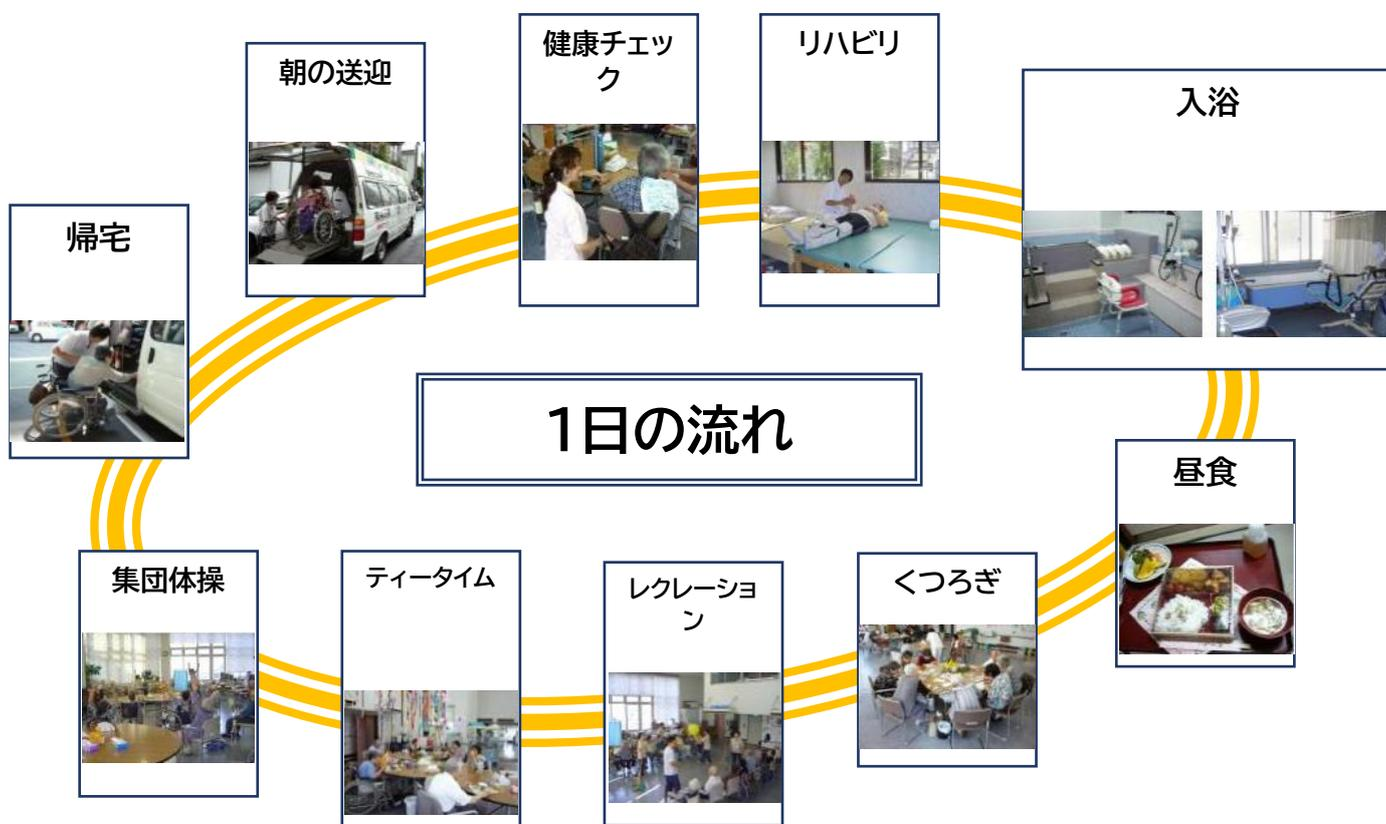 1日の流れ
朝の送迎
健康チェッ
ク
リハビリ
入浴
昼食
くつろぎ
レクレーショ
ン
ティータイム
集団体操
帰宅